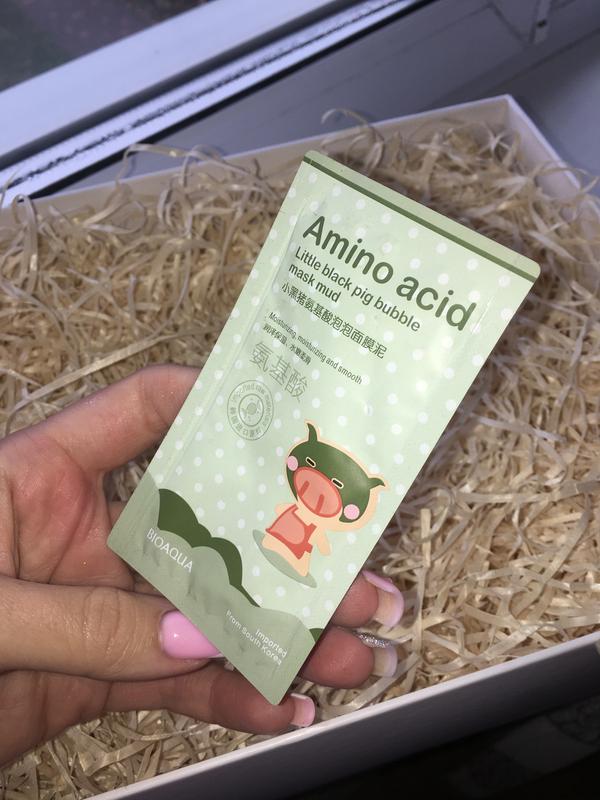 Amino acid
Little black pig bubble
mask mud
小黑猪氨基酸泡泡面膜泥
Moisturizing, moisturizing and smooth
氨基酸
BIOAQUA
Imported
From South Korea